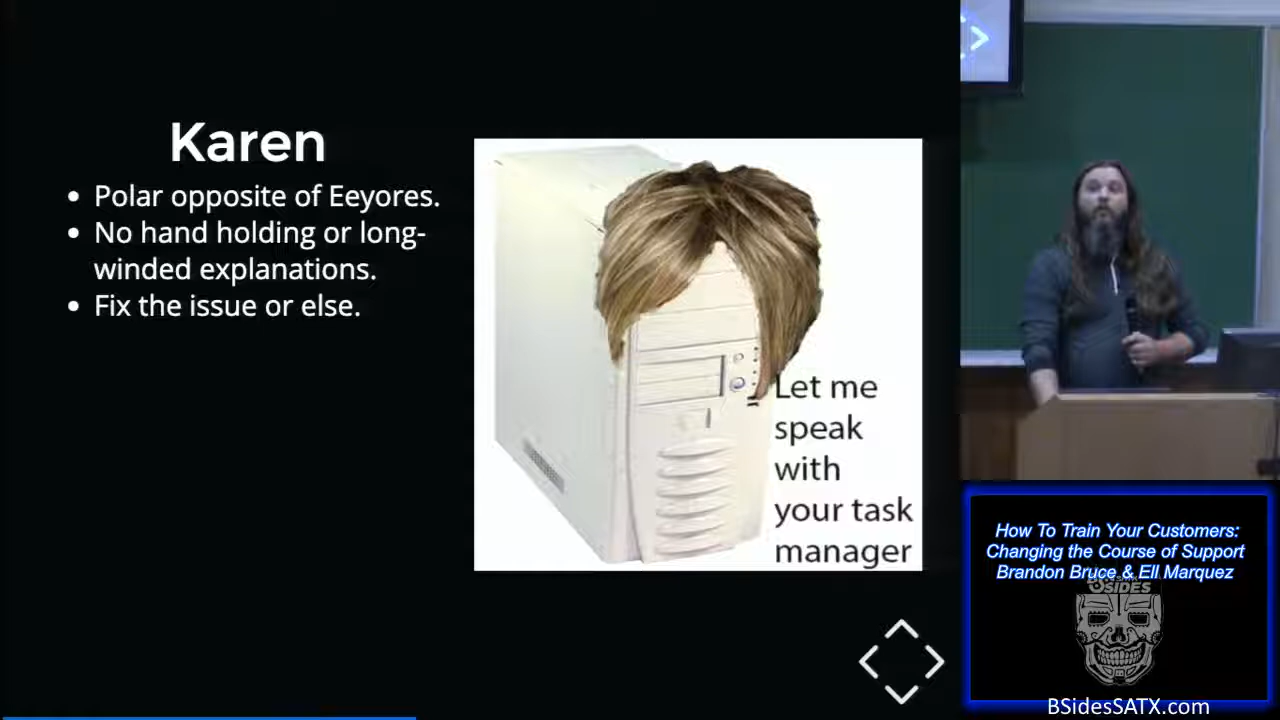 Karen
• Polar opposite of Eeyores.
• No hand holding or long-
winded explanations.
• Fix the issue or else.
Let me
speak
with
your task
manager
How To Train Your Customers:
Changing the Course of Support
Brandon Bruce & Ell Marquez
BSIDES
BSidesSATX.com